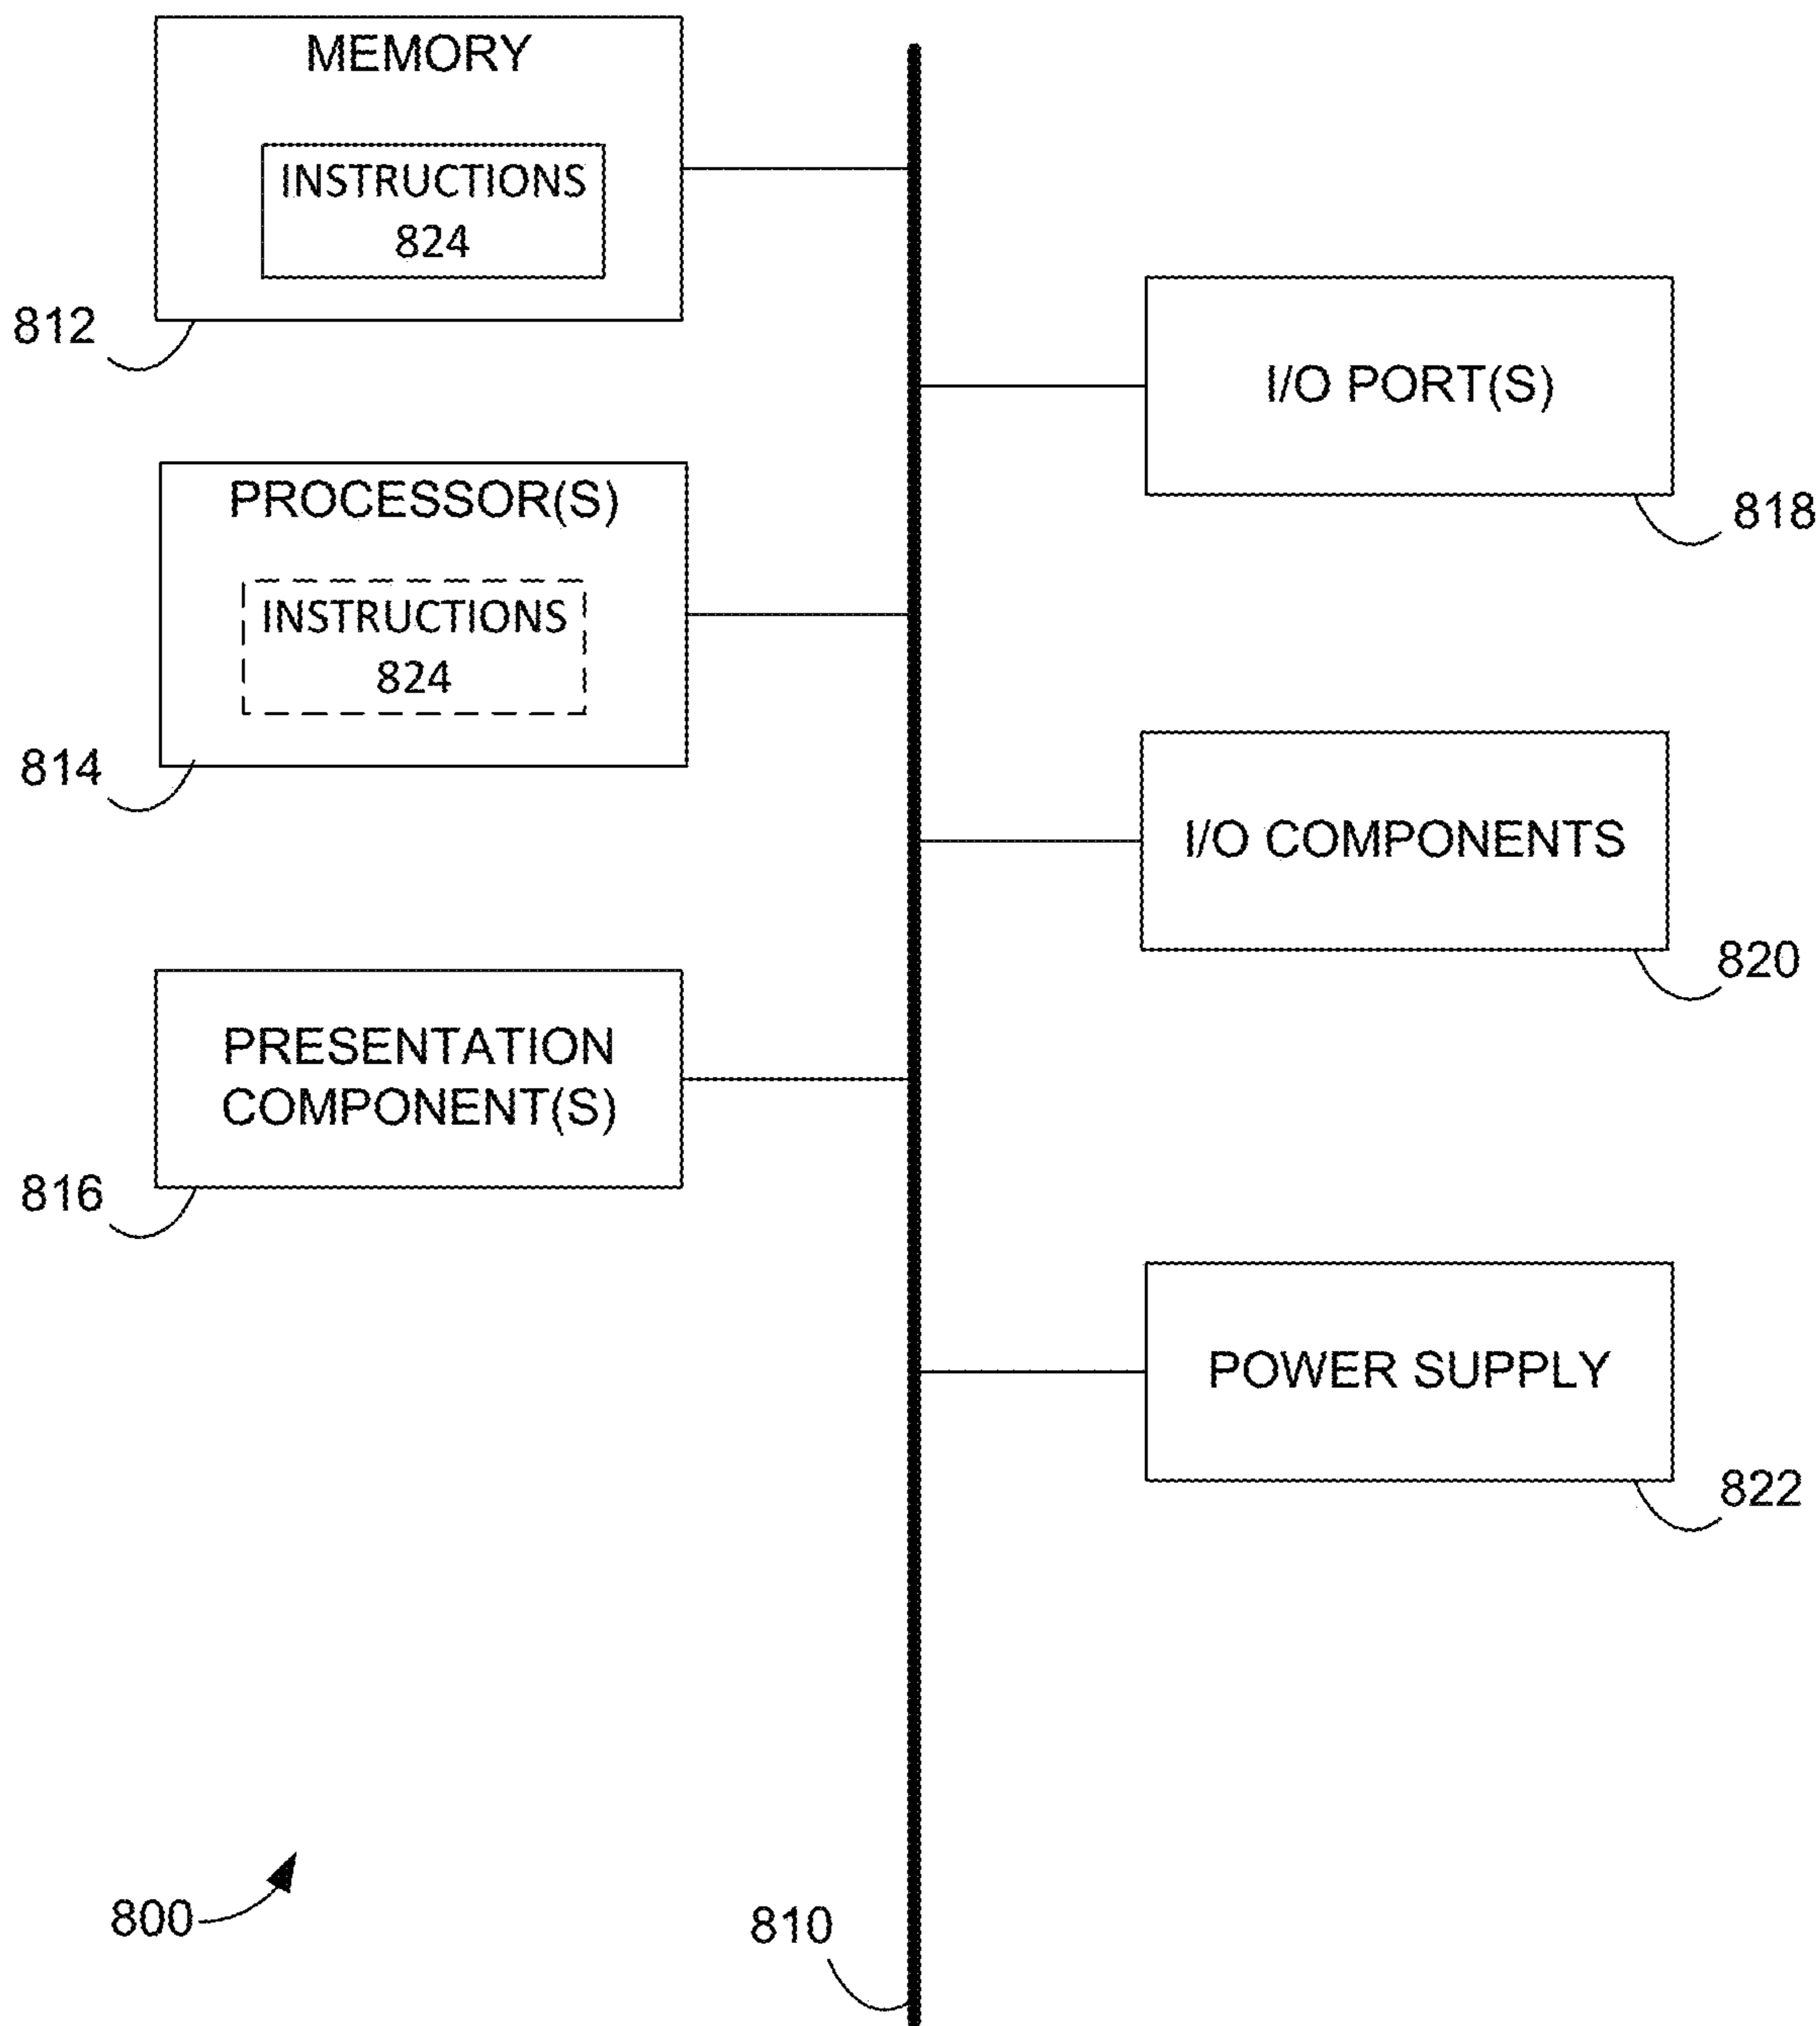 MEMORY
INSTRUCTIONS
824
812
I/O PORT(S)
818
PROCESSOR(S)
INSTRUCTIONS
824
814
I/O COMPONENTS
820
PRESENTATION
COMPONENT(S)
816
POWER SUPPLY
822
800
810